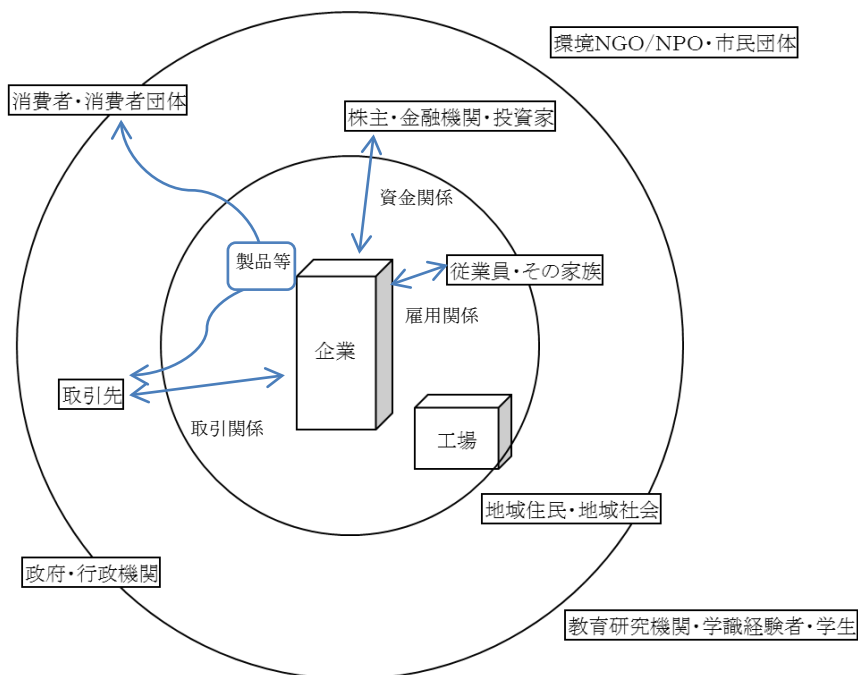 環境NGO/NPO・市民団体
消費者・消費者団体
株主・金融機関・投資家
資金関係
製品等
従業員・その家族
雇用関係
企業
取引先
取引関係
工場
地域住民・地域社会
政府・行政機関
教育研究機関・学識経験者・学生